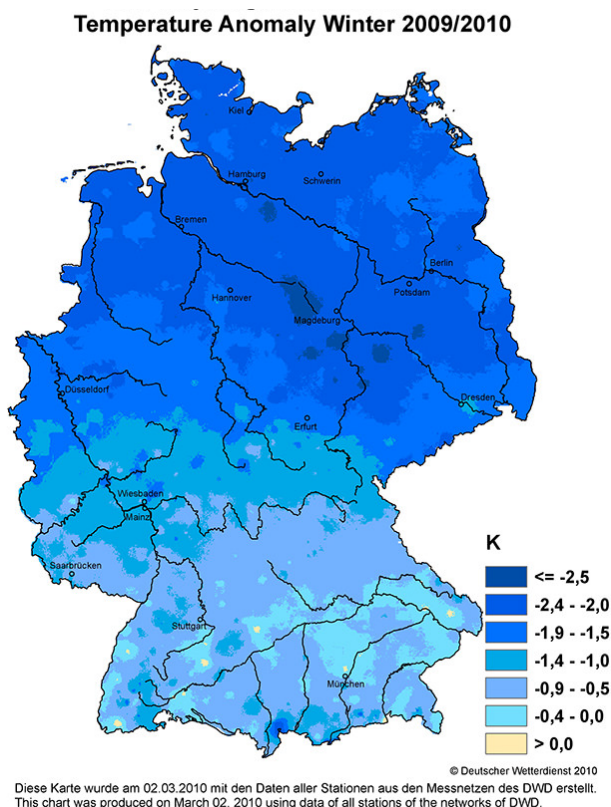 Temperature Anomaly Winter 2009/2010
Kiel
Hamburg
Schwerin
Bremen
Berlin
Hannover
Potsdam
Magdeburg
Düsseldorf
Dresden
Erfurt
Wiesbaden
Mainz
Saarbrücken
Stuttgart
München
K
<= -2,5
-2,4 - -2,0
-1,9 - -1,5
-1,4 - -1,0
-0,9 - -0,5
-0,4 - 0,0
> 0,0
© Deutscher Wetterdienst 2010
Diese Karte wurde am 02.03.2010 mit den Daten aller Stationen aus den Messnetzen des DWD erstellt.
This chart was produced on March 02, 2010 using data of all stations of the networks of DWD.